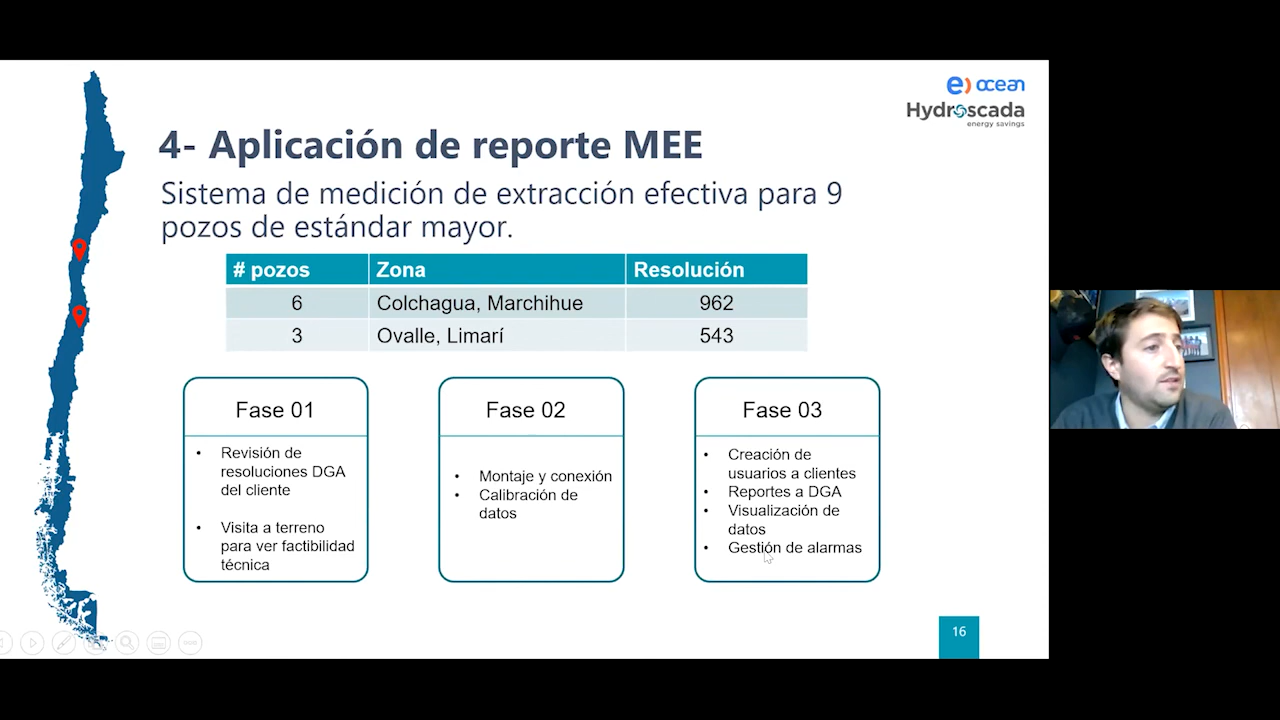 e) ocean
Hydroscada
energy savings
4- Aplicación de reporte MEE
Sistema de medición de extracción efectiva para 9
pozos de estándar mayor.
# pozos Zona Resolución
6 Colchagua, Marchihue 962
3 Ovalle, Limarí 543
Fase 01
• Revisión de
resoluciones DGA
del cliente
• Visita a terreno
para ver factibilidad
técnica
Fase 02
• Montaje y conexión
• Calibración de
datos
Fase 03
• Creación de
usuarios a clientes
• Reportes a DGA
• Visualización de
datos
• Gestión de alarmas
16